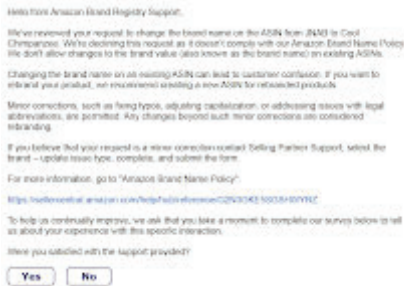 Hello from Amazon Brand Registry Support,
We've reviewed your request to change the brand name on the ASIN from JNAB to Cool
Chimpanzee. We're declining this request as it doesn't comply with our Amazon Brand Name Policy.
We don't allow changes to the brand value (also known as the brand name) on existing ASINs.
Changing the brand name on an existing ASIN can lead to customer confusion. If you want to
rebrand your product, we recommend creating a new ASIN for rebranded products.
Minor corrections, such as fixing typos, adjusting capitalization, or addressing issues with legal
abbreviations, are permitted. Any changes beyond such minor corrections are considered
rebranding.
If you believe that your request is a minor correction contact Selling Partner Support, select the
brand – update issue type, complete, and submit the form.
For more information, go to "Amazon Brand Name Policy":
To help us continually improve, we ask that you take a moment to complete our survey below to tell
us about your experience with this specific interaction.
Were you satisfied with the support provided?
Yes No